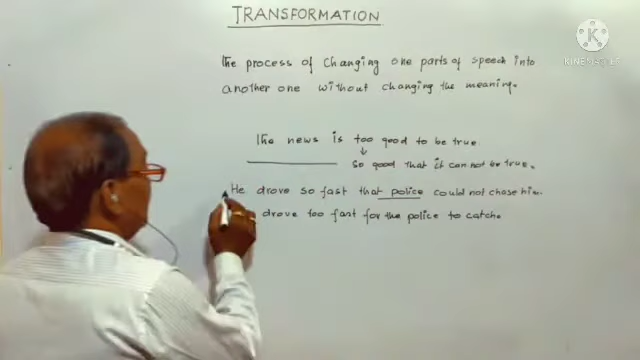 TRANSFORMATION
KINEMASTER
The process of changing one parts of speech into
another one without changing the meaning.
The news is too good to be true.
so good that it can not be true.
He drove so fast that police could not chase him.
drove too fast for the police to catch.